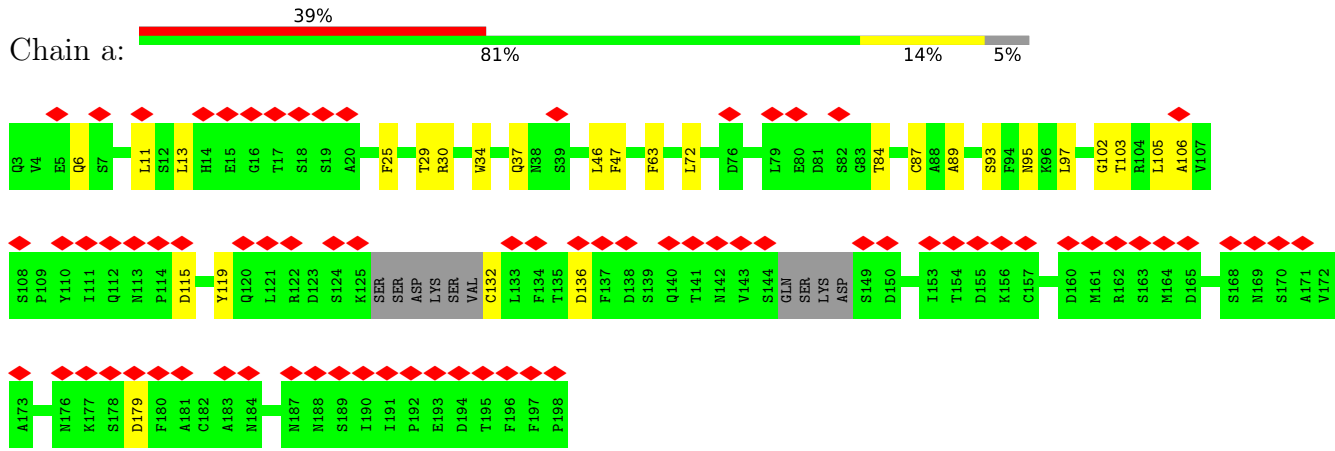 39%
Chain a:
81% 14% 5%
Q3 V4 E5 Q6 S7 L11 S12 L13 H14 E15 G16 T17 S18 S19 A20 F25 T29 R30 W34 Q37 N38 S39 L46 F47 F63 L72 D76 L79 E80 D81 S82 G83 T84 C87 A88 A89 S93 F94 N95 K96 L97 G102 T103 R104 L105 A106 V107
S108 P109 Y110 I111 Q112 N113 P114 D115 Y119 Q120 L121 R122 D123 S124 K125 SER SER ASP LYS SER VAL C132 L133 F134 T135 D136 F137 D138 S139 Q140 T141 N142 V143 S144 GLN SER LYS ASP S149 D150 I153 T154 D155 K156 C157 D160 M161 R162 S163 M164 D165 S168 N169 S170 A171 V172
A173 N176 K177 S178 D179 F180 A181 C182 A183 N184 N187 N188 S189 I190 I191 P192 E193 D194 T195 F196 F197 P198